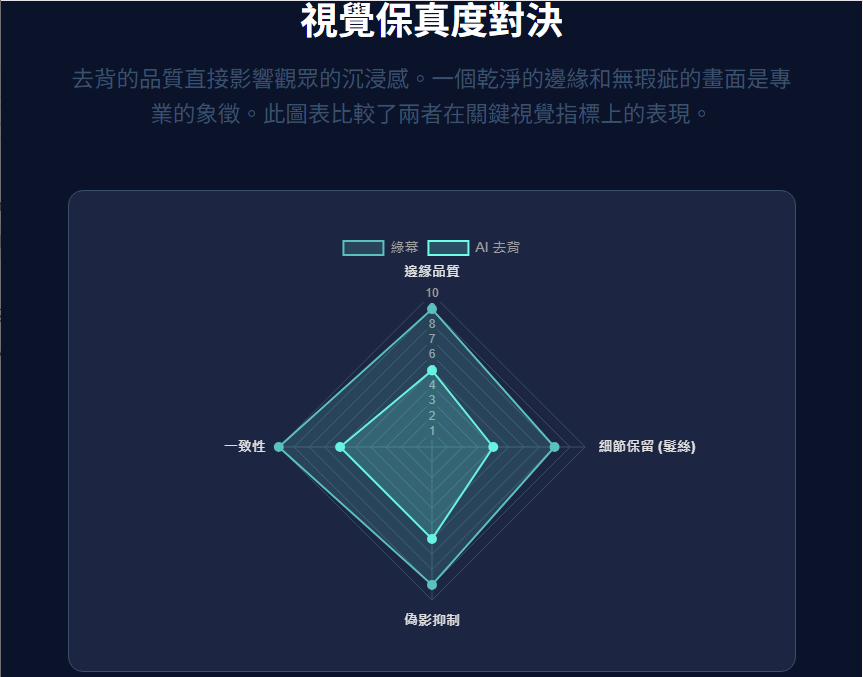 視覺保真度對決
去背的品質直接影響觀眾的沉浸感。一個乾淨的邊緣和無瑕疵的畫面是專
業的象徵。此圖表比較了兩者在關鍵視覺指標上的表現。
綠幕 AI 去背
邊緣品質
10
8
7
6
4
3
2
1
一致性
細節保留 (髮絲)
偽影抑制